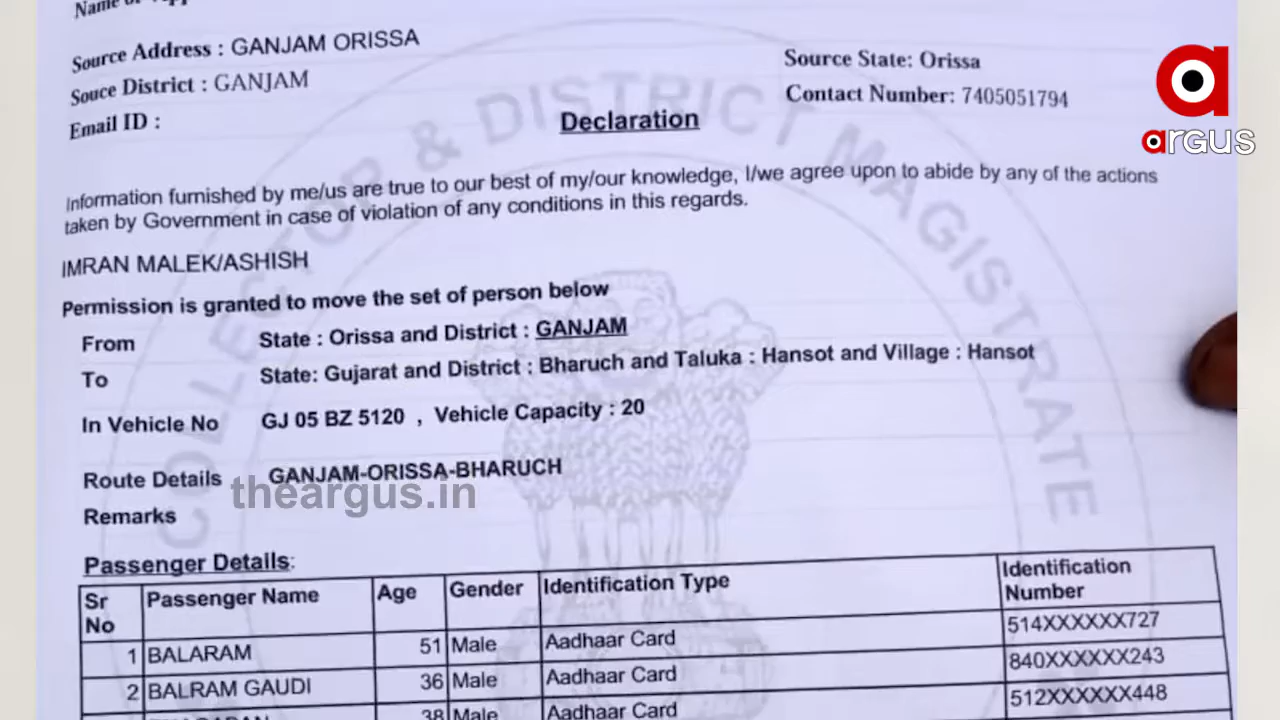 Name of
Source Address : GANJAM ORISSA
Source State: Orissa
Souce District : GANJAM
Contact Number: 7405051794
Email ID :
Declaration
argus
Information furnished by me/us are true to our best of my/our knowledge, I/we agree upon to abide by any of the actions
taken by Government in case of violation of any conditions in this regards.
IMRAN MALEK/ASHISH
Permission is granted to move the set of person below
From State : Orissa and District : GANJAM
To State: Gujarat and District : Bharuch and Taluka : Hansot and Village : Hansot
In Vehicle No GJ 05 BZ 5120 , Vehicle Capacity : 20
Route Details GANJAM-ORISSA-BHARUCH
theargus.in
Remarks
Passenger Details:
Sr No Passenger Name Age Gender Identification Type Identification Number
1 BALARAM 51 Male Aadhaar Card 514XXXXXX727
2 BALRAM GAUDI 36 Male Aadhaar Card 840XXXXXX243
38 Male Aadhaar Card 512XXXXXX448
COLLECTOR & DISTRICT MAGISTRATE